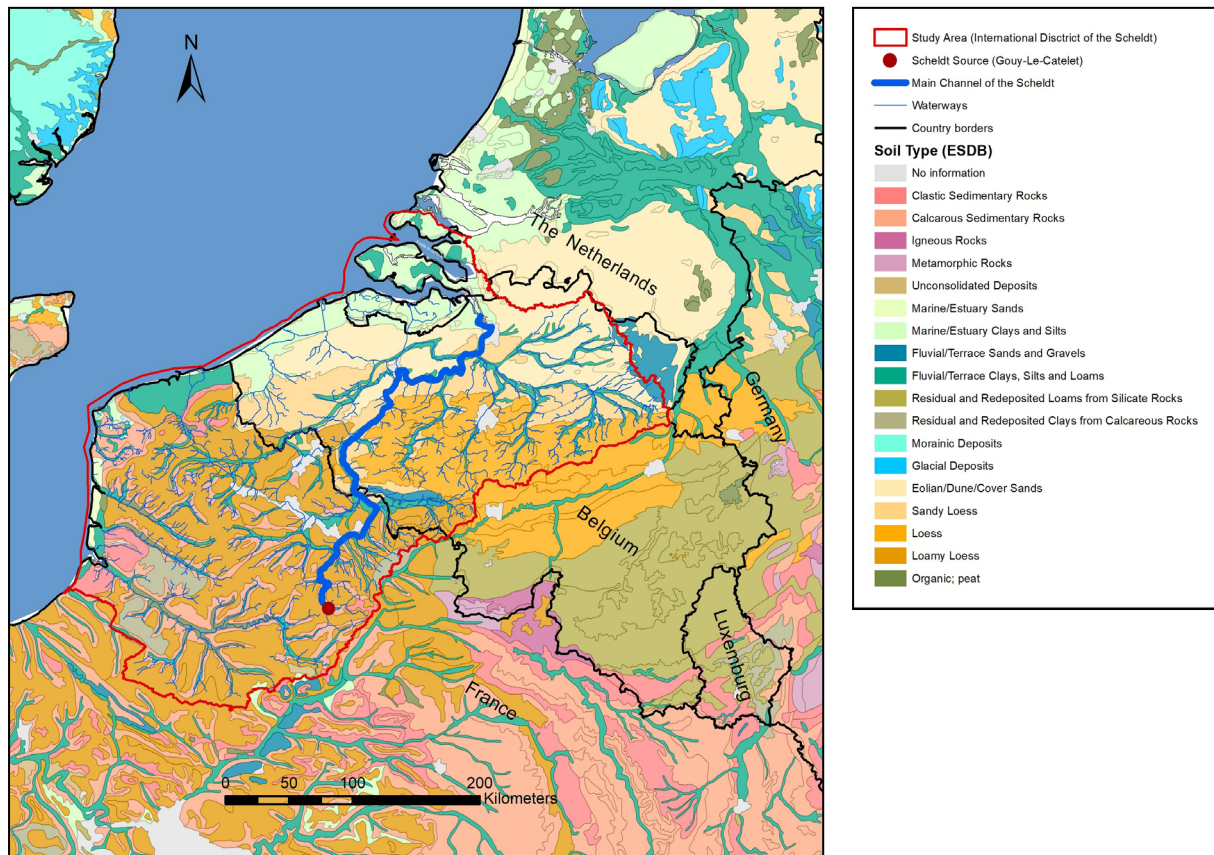 N
The Netherlands
Germany
Belgium
Luxemburg
France
0 50 100 200
Kilometers
Study Area (International Disctrict of the Scheldt)
Scheldt Source (Gouy-Le-Catelet)
Main Channel of the Scheldt
Waterways
Country borders
Soil Type (ESDB)
No information
Clastic Sedimentary Rocks
Calcarous Sedimentary Rocks
Igneous Rocks
Metamorphic Rocks
Unconsolidated Deposits
Marine/Estuary Sands
Marine/Estuary Clays and Silts
Fluvial/Terrace Sands and Gravels
Fluvial/Terrace Clays, Silts and Loams
Residual and Redeposited Loams from Silicate Rocks
Residual and Redeposited Clays from Calcareous Rocks
Morainic Deposits
Glacial Deposits
Eolian/Dune/Cover Sands
Sandy Loess
Loess
Loamy Loess
Organic; peat